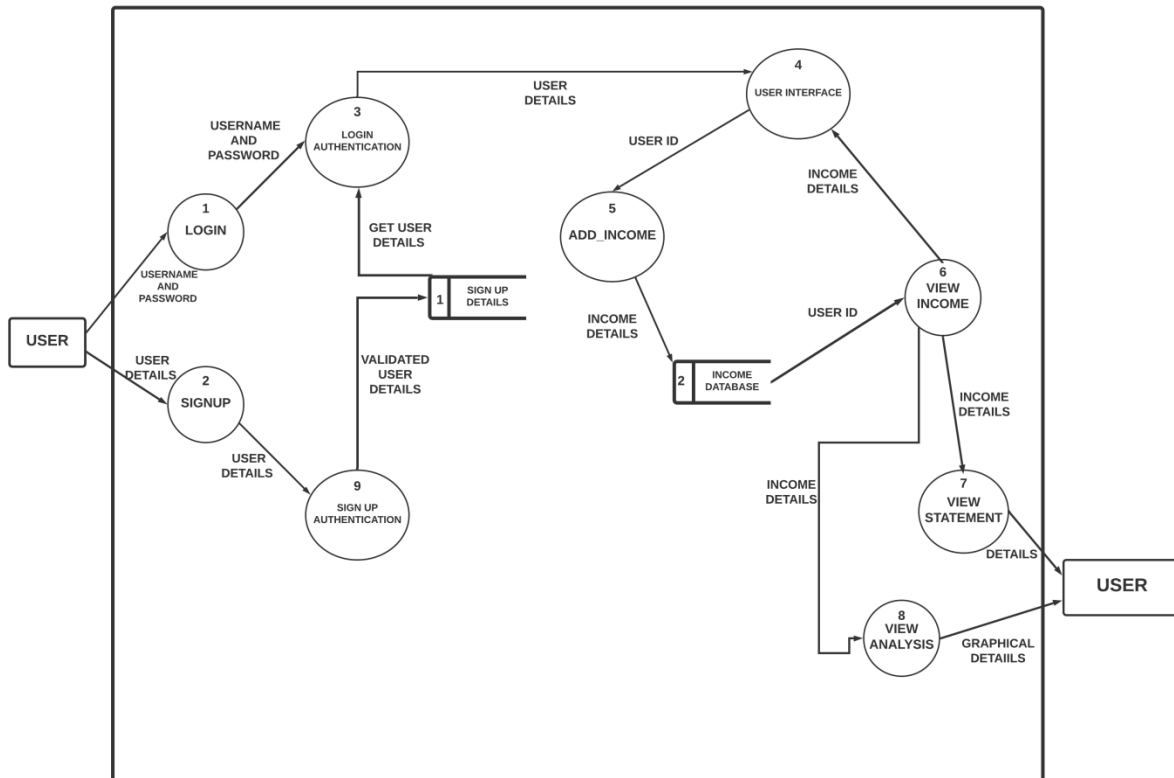 4
USER INTERFACE
USER
DETAILS
3
LOGIN
AUTHENTICATION
USERNAME
AND
PASSWORD
USER ID
INCOME
DETAILS
1
LOGIN
5
ADD_INCOME
GET USER
DETAILS
USERNAME
AND
PASSWORD
1
SIGN UP
DETAILS
6
VIEW
INCOME
USER ID
INCOME
DETAILS
USER
USER
DETAILS
VALIDATED
USER
DETAILS
2
SIGNUP
2
INCOME
DATABASE
INCOME
DETAILS
USER
DETAILS
9
SIGN UP
AUTHENTICATION
INCOME
DETAILS
7
VIEW
STATEMENT
DETAILS
USER
8
VIEW
ANALYSIS
GRAPHICAL
DETAIILS